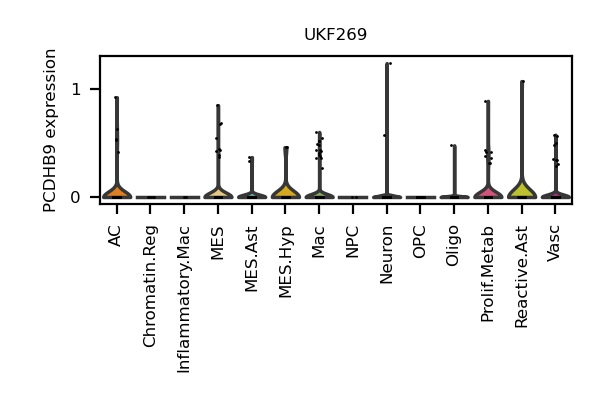 UKF269
PCDHB9 expression
1
0
AC
Chromatin.Reg
Inflammatory.Mac
MES
MES.Ast
MES.Hyp
Mac
NPC
Neuron
OPC
Oligo
Prolif.Metab
Reactive.Ast
Vasc